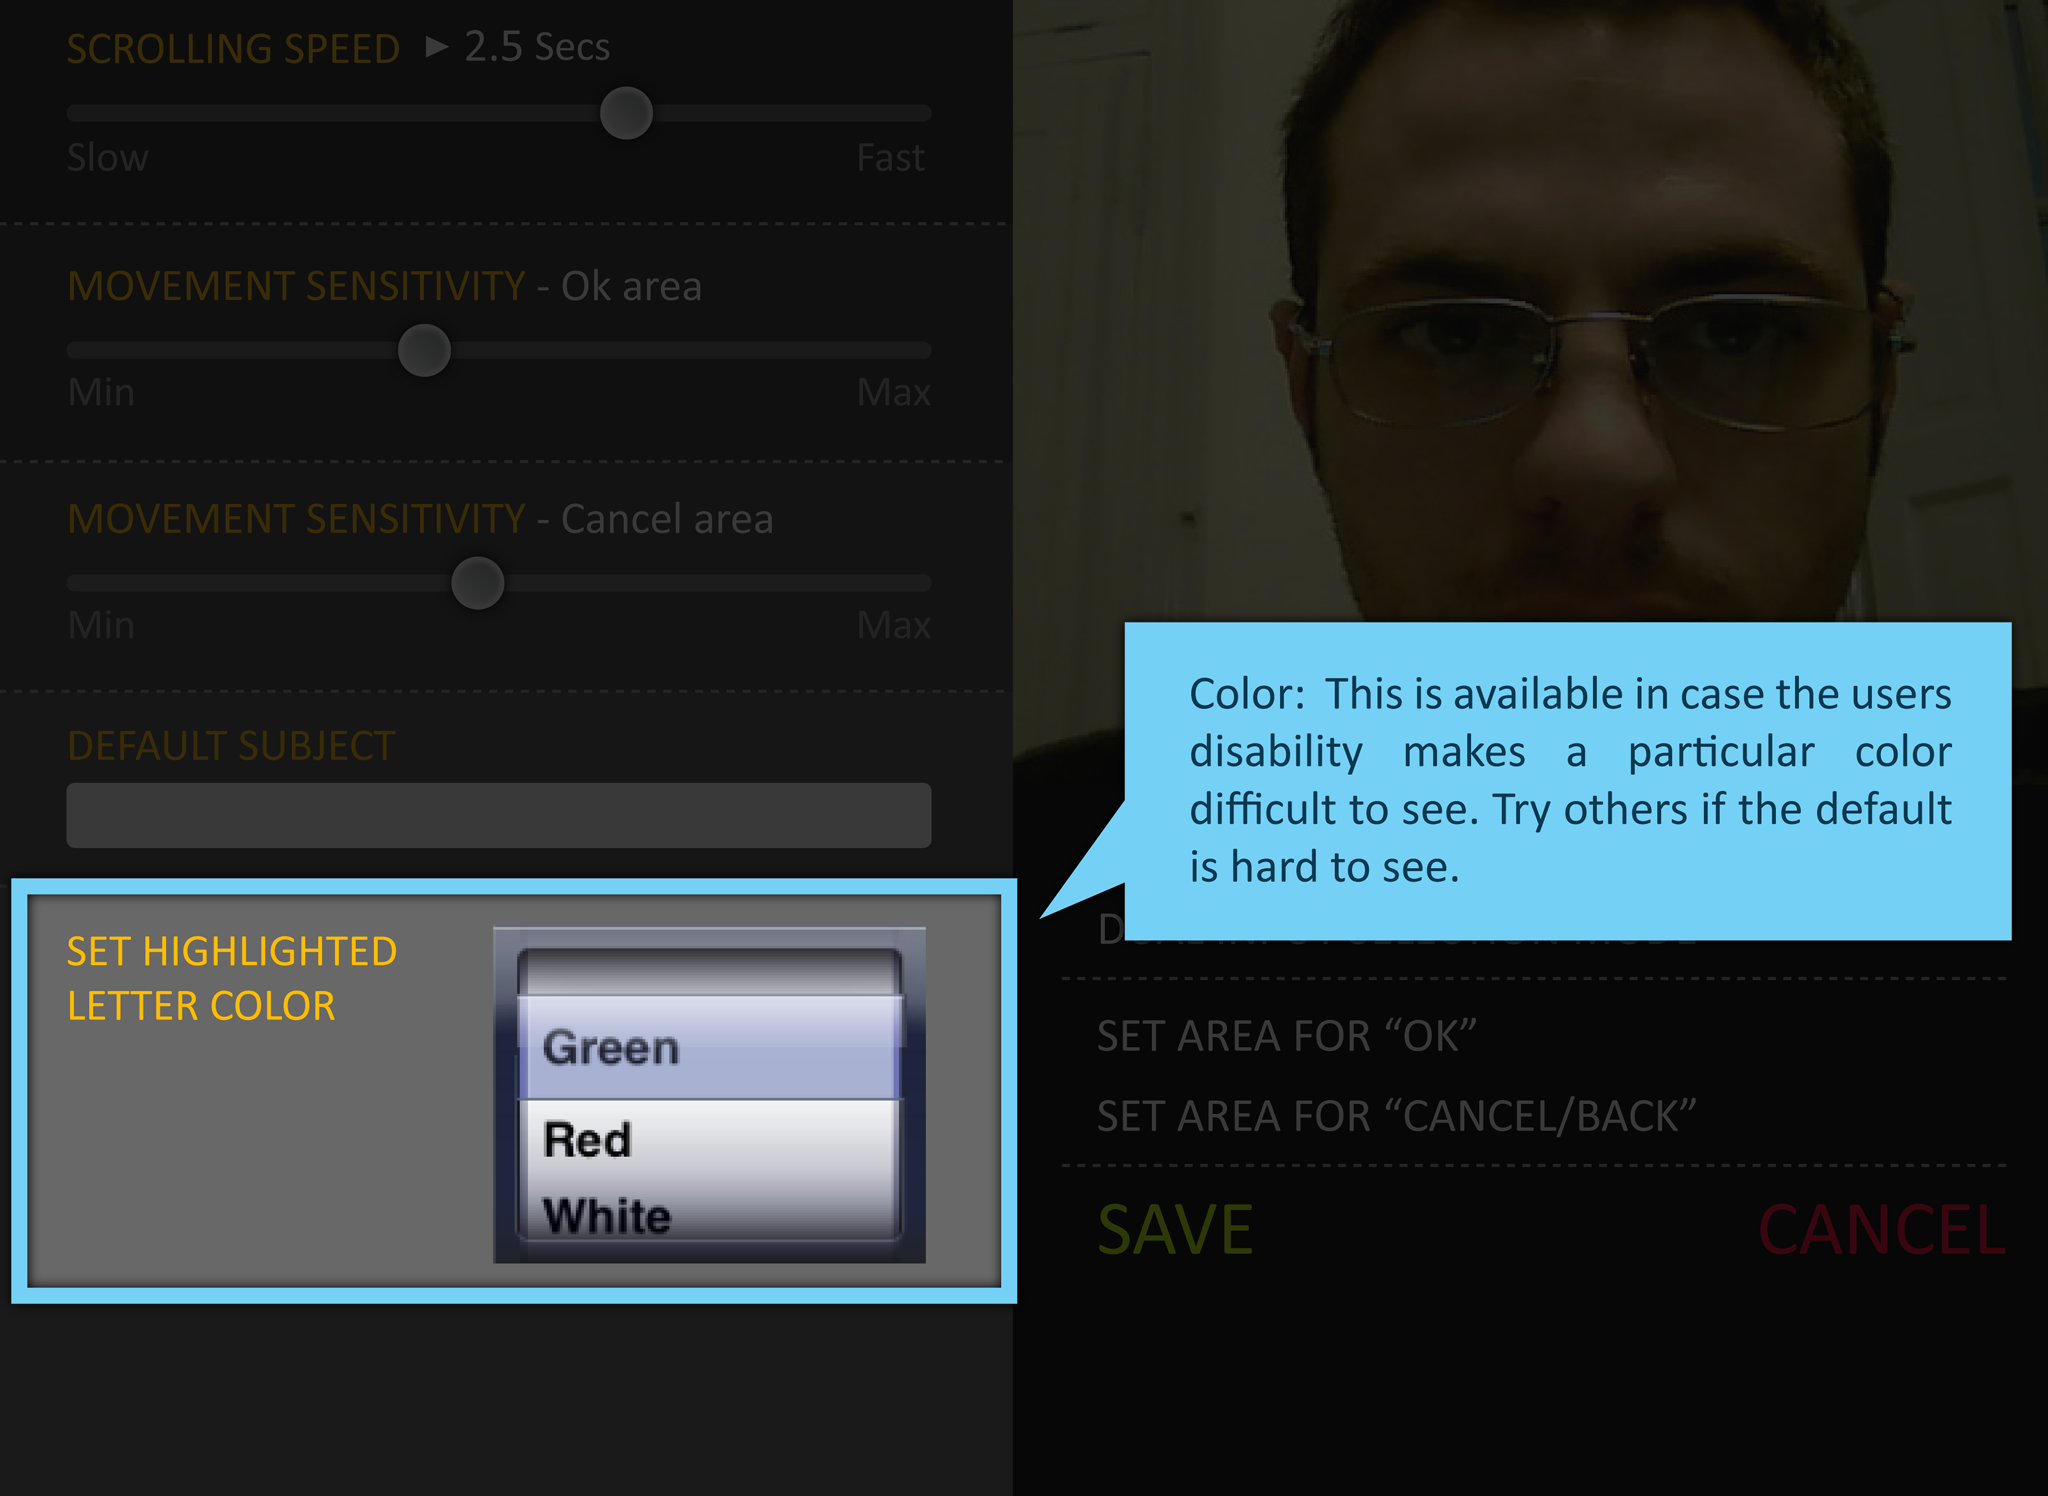 SCROLLING SPEED ► 2.5 Secs
Slow Fast
MOVEMENT SENSITIVITY - Ok area
Min Max
MOVEMENT SENSITIVITY - Cancel area
Min Max
DEFAULT SUBJECT
SET HIGHLIGHTED
LETTER COLOR
Green
Red
White
Color: This is available in case the users
disability makes a particular color
difficult to see. Try others if the default
is hard to see.
SET AREA FOR “OK”
SET AREA FOR “CANCEL/BACK”
SAVE CANCEL